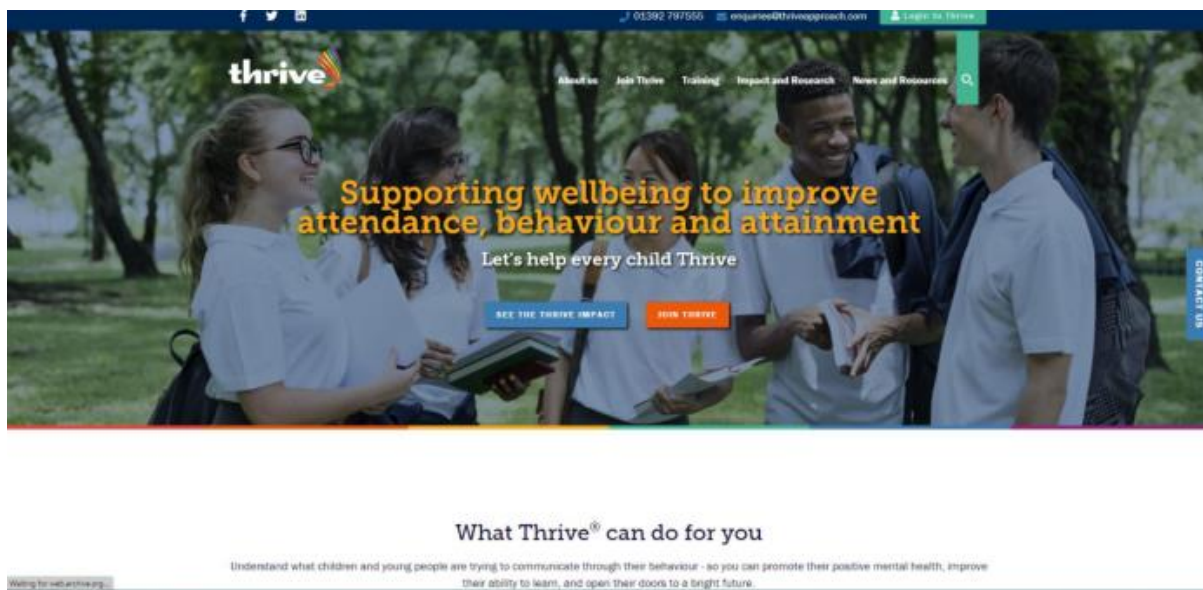 01392 797555 enquiries@thriveapproach.com Login to Thrive
thrive
About us Join Thrive Training Impact and Research News and Resources
Supporting wellbeing to improve
attendance, behaviour and attainment
Let's help every child Thrive
SEE THE THRIVE IMPACT JOIN THRIVE
CONTACT US
What Thrive® can do for you
Understand what children and young people are trying to communicate through their behaviour - so you can promote their positive mental health, improve
their ability to learn, and open their doors to a bright future.
Waiting for web.archive.org...